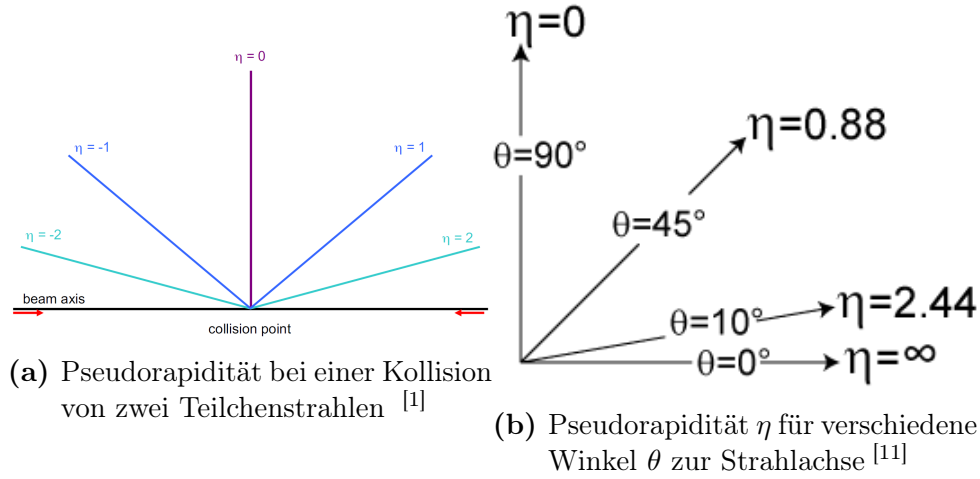 η = 0
η = -1
η = 1
η = -2
η = 2
beam axis
collision point
(a) Pseudorapidität bei einer Kollision
von zwei Teilchenstrahlen [1]
η=0
θ=90°
η=0.88
θ=45°
η=2.44
θ=10°
θ=0°
η=∞
(b) Pseudorapidität η für verschiedene
Winkel θ zur Strahlachse [11]